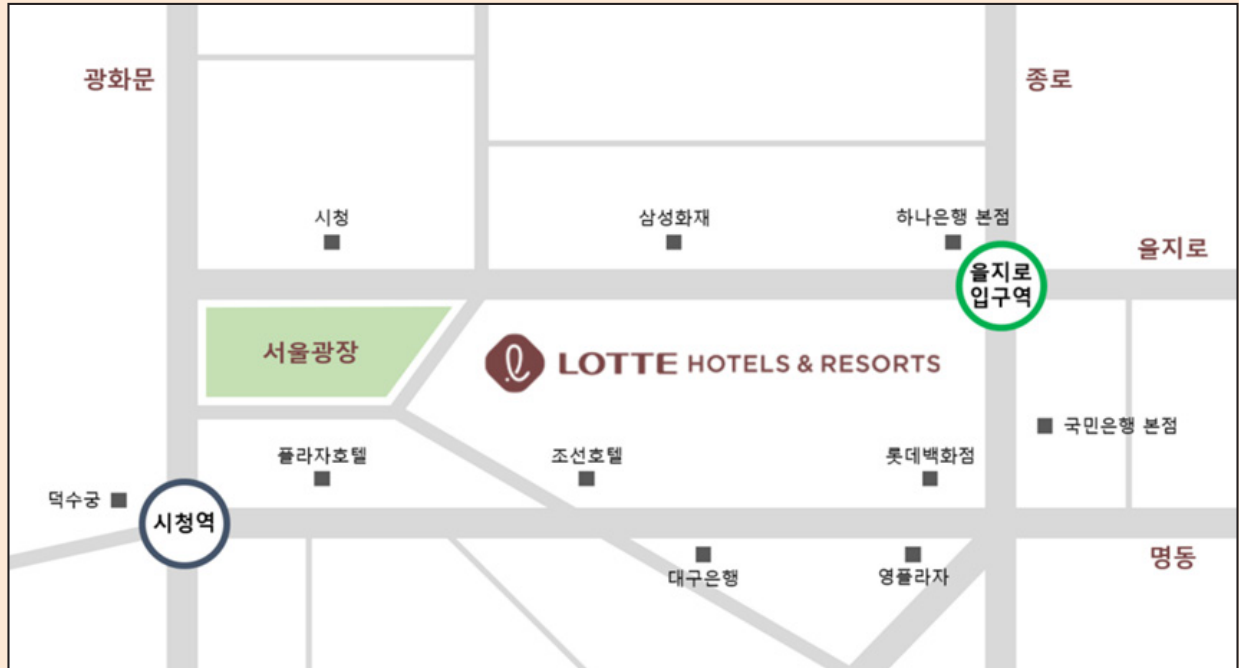 광화문
종로
시청
삼성화재
하나은행 본점
을지로
을지로
입구역
서울광장
LOTTE HOTELS & RESORTS
국민은행 본점
플라자호텔
조선호텔
롯데백화점
덕수궁
시청역
명동
대구은행
영플라자